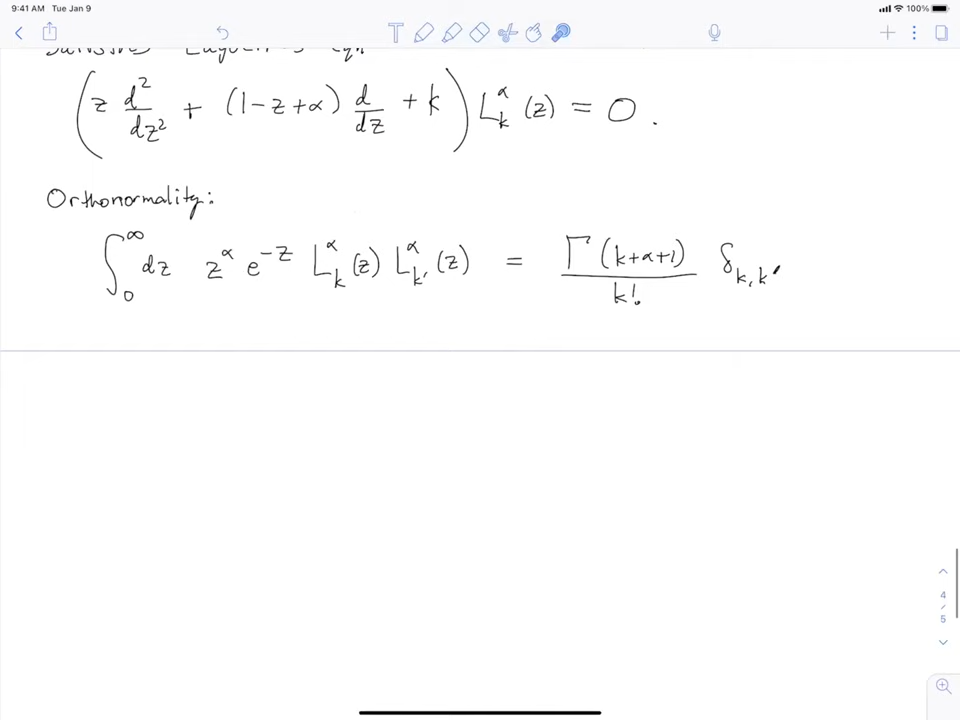 9:41 AM Tue Jan 9
100%
(z d²/dz² + (1-z+α) d/dz + k) L_k^α (z) = 0 .
Orthonormality:
∫_0^∞ dz z^α e^{-z} L_k^α (z) L_{k'}^α (z) = Γ(k+α+1)/k! δ_{k,k'}
4
/
5